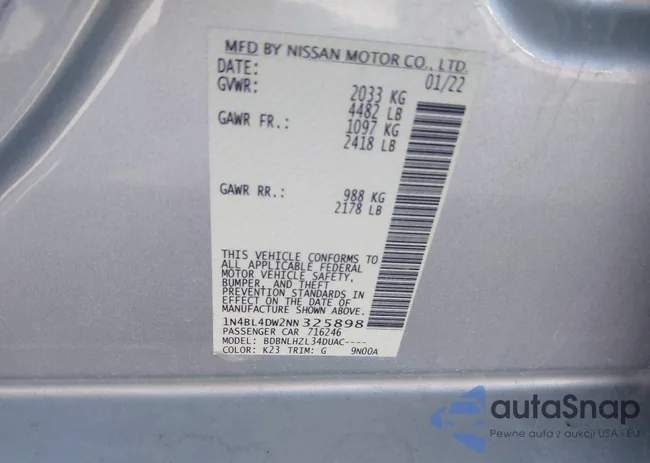 MFD BY NISSAN MOTOR CO., LTD.
DATE: 01/22
GVWR: 2033 KG
4482 LB
GAWR FR.: 1097 KG
2418 LB
GAWR RR.: 988 KG
2178 LB
THIS VEHICLE CONFORMS TO
ALL APPLICABLE FEDERAL
MOTOR VEHICLE SAFETY,
BUMPER, AND THEFT
PREVENTION STANDARDS IN
EFFECT ON THE DATE OF
MANUFACTURE SHOWN ABOVE.
1N4BL4DW2NN325898
PASSENGER CAR 716246
MODEL: BDBNLHZL34DUAC----
COLOR: K23 TRIM: G 9N00A
autaSnap
Pewne auta z aukcji USA i EU